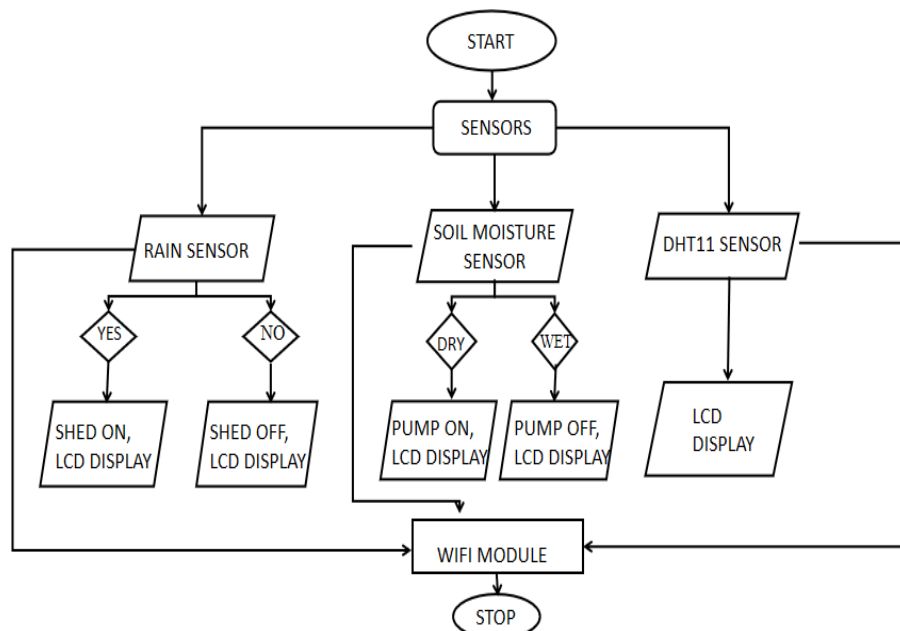 START
SENSORS
RAIN SENSOR
SOIL MOISTURE
SENSOR
DHT11 SENSOR
YES
NO
DRY
WET
SHED ON,
LCD DISPLAY
SHED OFF,
LCD DISPLAY
PUMP ON,
LCD DISPLAY
PUMP OFF,
LCD DISPLAY
LCD
DISPLAY
WIFI MODULE
STOP